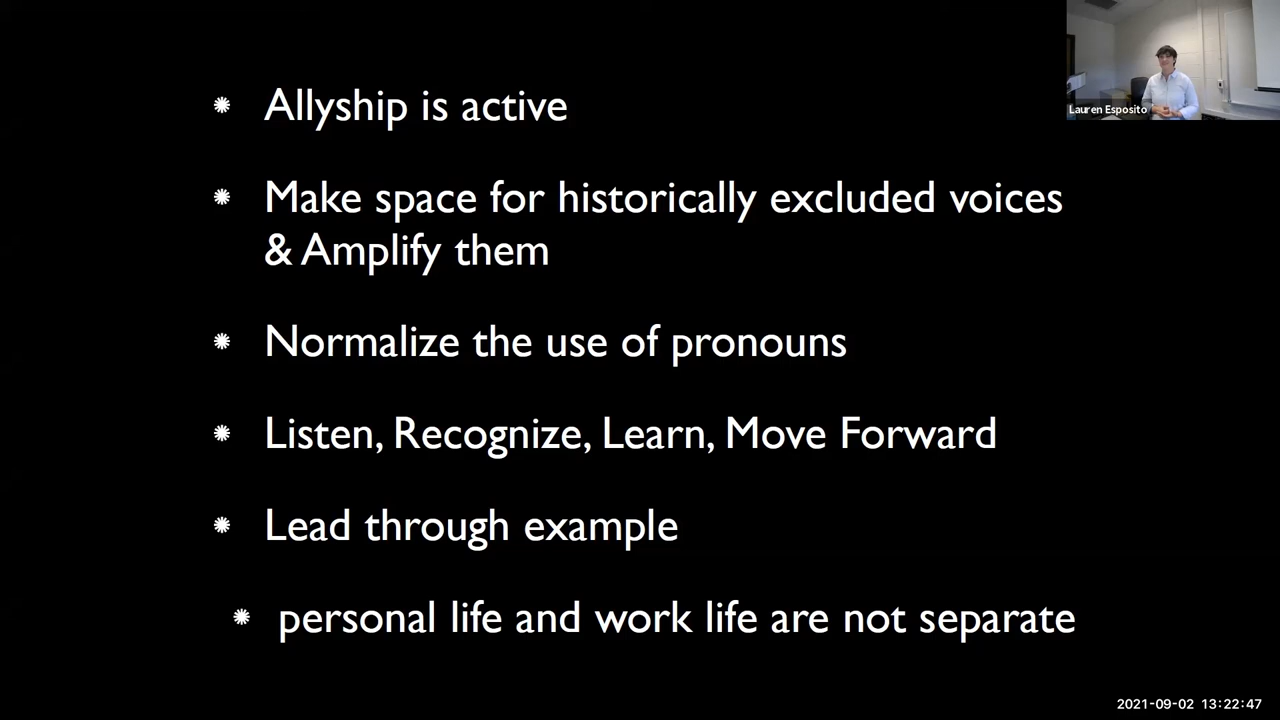 Lauren Esposito
* Allyship is active
* Make space for historically excluded voices
& Amplify them
* Normalize the use of pronouns
* Listen, Recognize, Learn, Move Forward
* Lead through example
* personal life and work life are not separate
2021-09-02 13:22:47